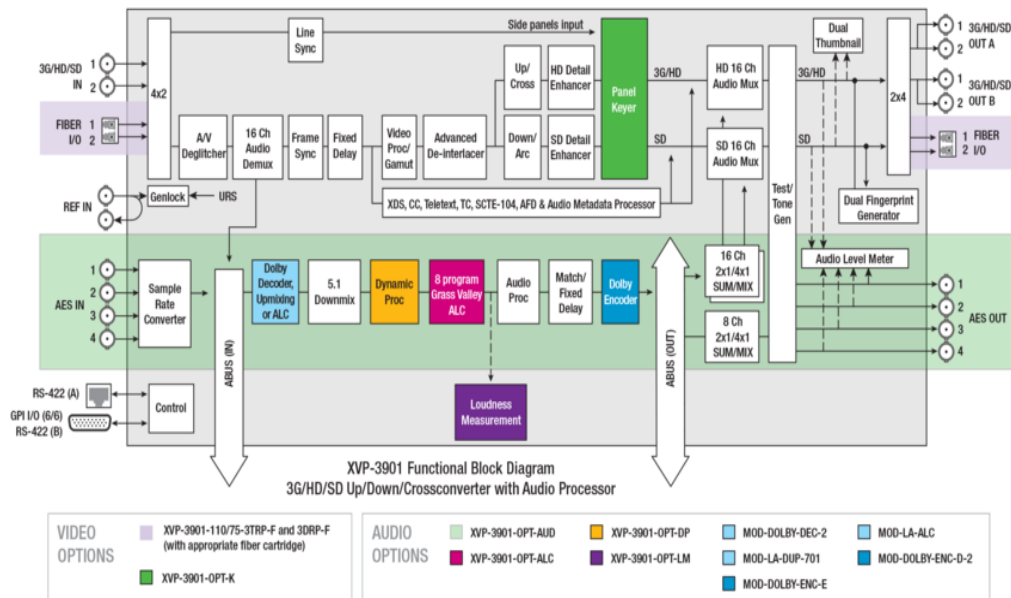 Side panels input
Line
Sync
Dual
Thumbnail
1
3G/HD/SD
OUT A
2
1
3G/HD/SD
OUT B
2
3G/HD/SD
IN
1
2
4x2
Up/
Cross
HD Detail
Enhancer
Panel
Keyer
3G/HD
HD 16 Ch
Audio Mux
3G/HD
2x4
FIBER
I/O
1
2
A/V
Deglitcher
16 Ch
Audio
Demux
Frame
Sync
Fixed
Delay
Video
Proc/
Gamut
Advanced
De-interlacer
Down/
Arc
SD Detail
Enhancer
SD
SD 16 Ch
Audio Mux
SD
1 FIBER
2 I/O
REF IN
Genlock
URS
XDS, CC, Teletext, TC, SCTE-104, AFD & Audio Metadata Processor
Test/
Tone
Gen
Dual Fingerprint
Generator
AES IN
1
2
3
4
Sample
Rate
Converter
ABUS (IN)
Dolby
Decoder,
Upmixing
or ALC
5.1
Downmix
Dynamic
Proc
8 program
Grass Valley
ALC
Audio
Proc
Match/
Fixed
Delay
Dolby
Encoder
ABUS (OUT)
16 Ch
2x1/4x1
SUM/MIX
8 Ch
2x1/4x1
SUM/MIX
Audio Level Meter
1
2
3
4
AES OUT
RS-422 (A)
GPI I/O (6/6)
RS-422 (B)
Control
Loudness
Measurement
XVP-3901 Functional Block Diagram
3G/HD/SD Up/Down/Crossconverter with Audio Processor
VIDEO
OPTIONS
XVP-3901-110/75-3TRP-F and 3DRP-F
(with appropriate fiber cartridge)
XVP-3901-OPT-K
AUDIO
OPTIONS
XVP-3901-OPT-AUD
XVP-3901-OPT-DP
MOD-DOLBY-DEC-2
MOD-LA-ALC
XVP-3901-OPT-ALC
XVP-3901-OPT-LM
MOD-LA-DUP-701
MOD-DOLBY-ENC-D-2
MOD-DOLBY-ENC-E